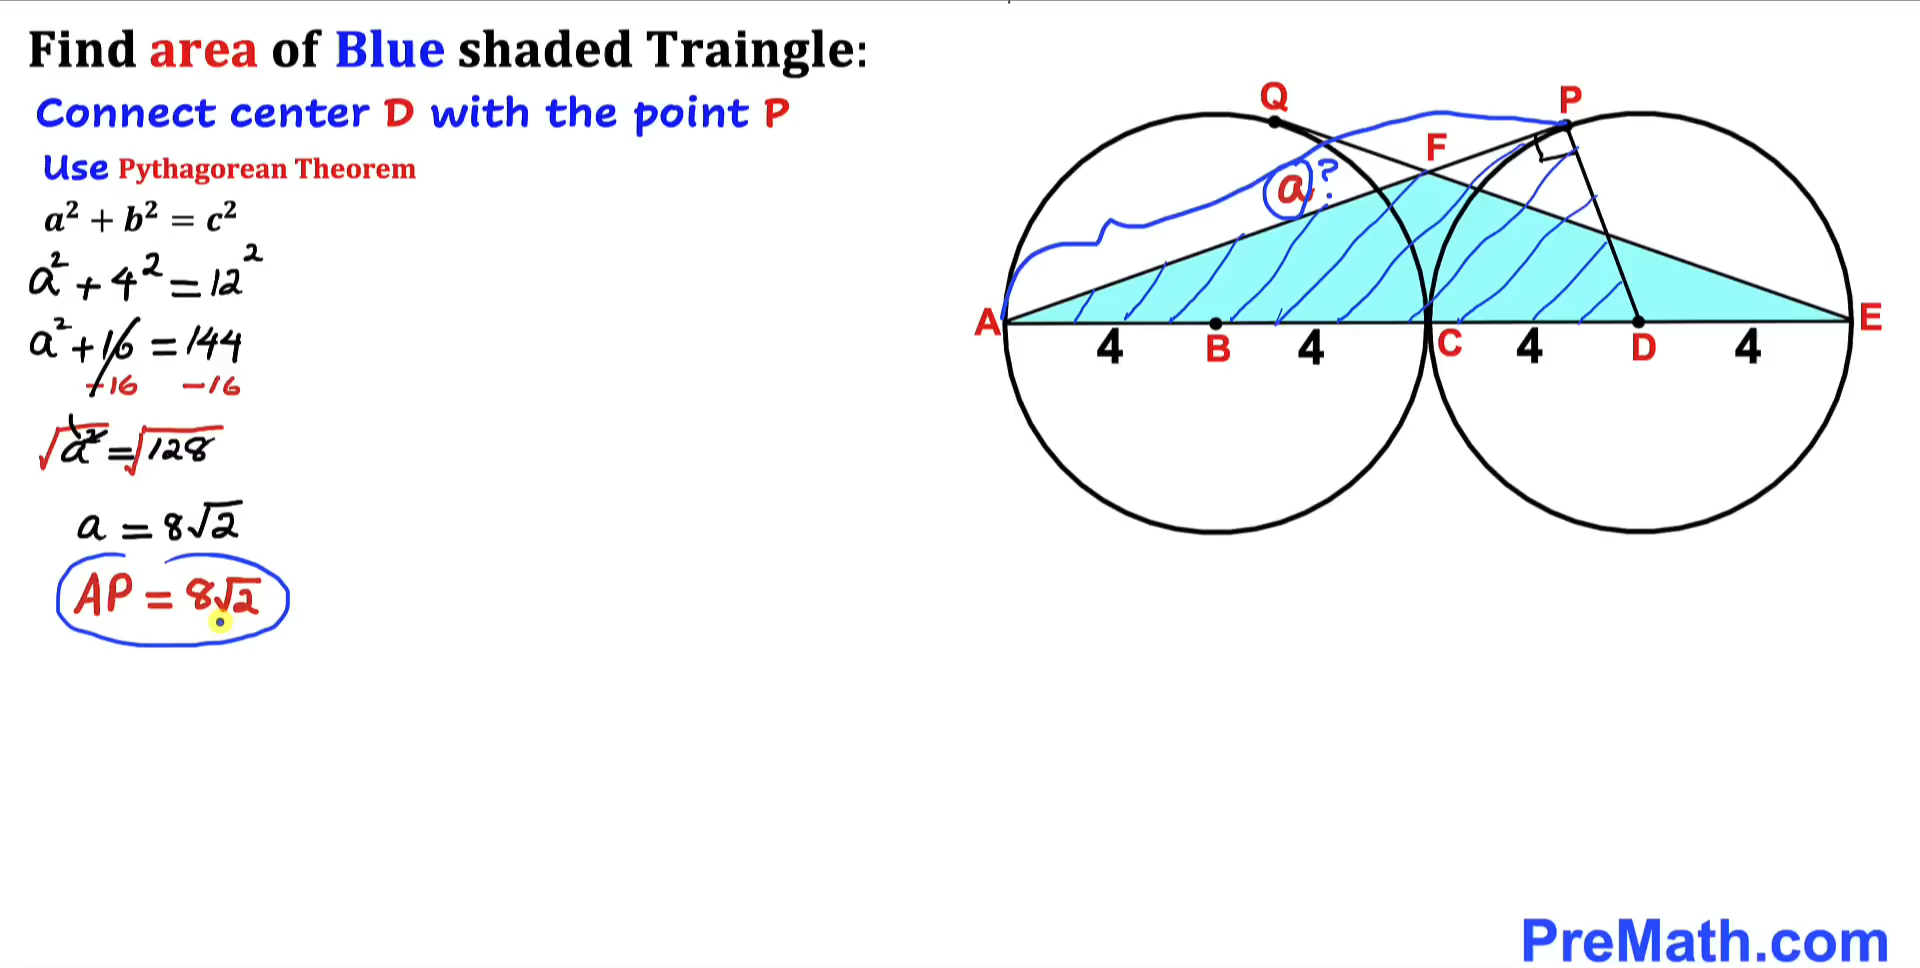 Find area of Blue shaded Traingle:
Connect center D with the point P
Use Pythagorean Theorem
a² + b² = c²
a² + 4² = 12²
a² + 16 = 144
-16 -16
√a² = √128
a = 8√2
AP = 8√2
Q
P
F
a ?
A
4
B
4
C
4
D
4
E
PreMath.com